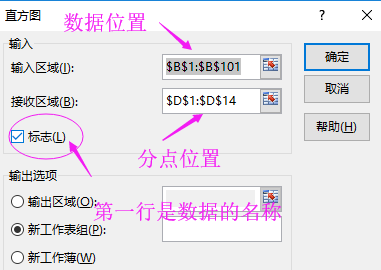 直方图
?
×
数据位置
输入
输入区域(I):
$B$1:$B$101
确定
接收区域(B):
$D$1:$D$14
取消
标志(L)
分点位置
帮助(H)
输出选项
输出区域(O):
第一行是数据的名称
新工作表组(P):
新工作薄(W)